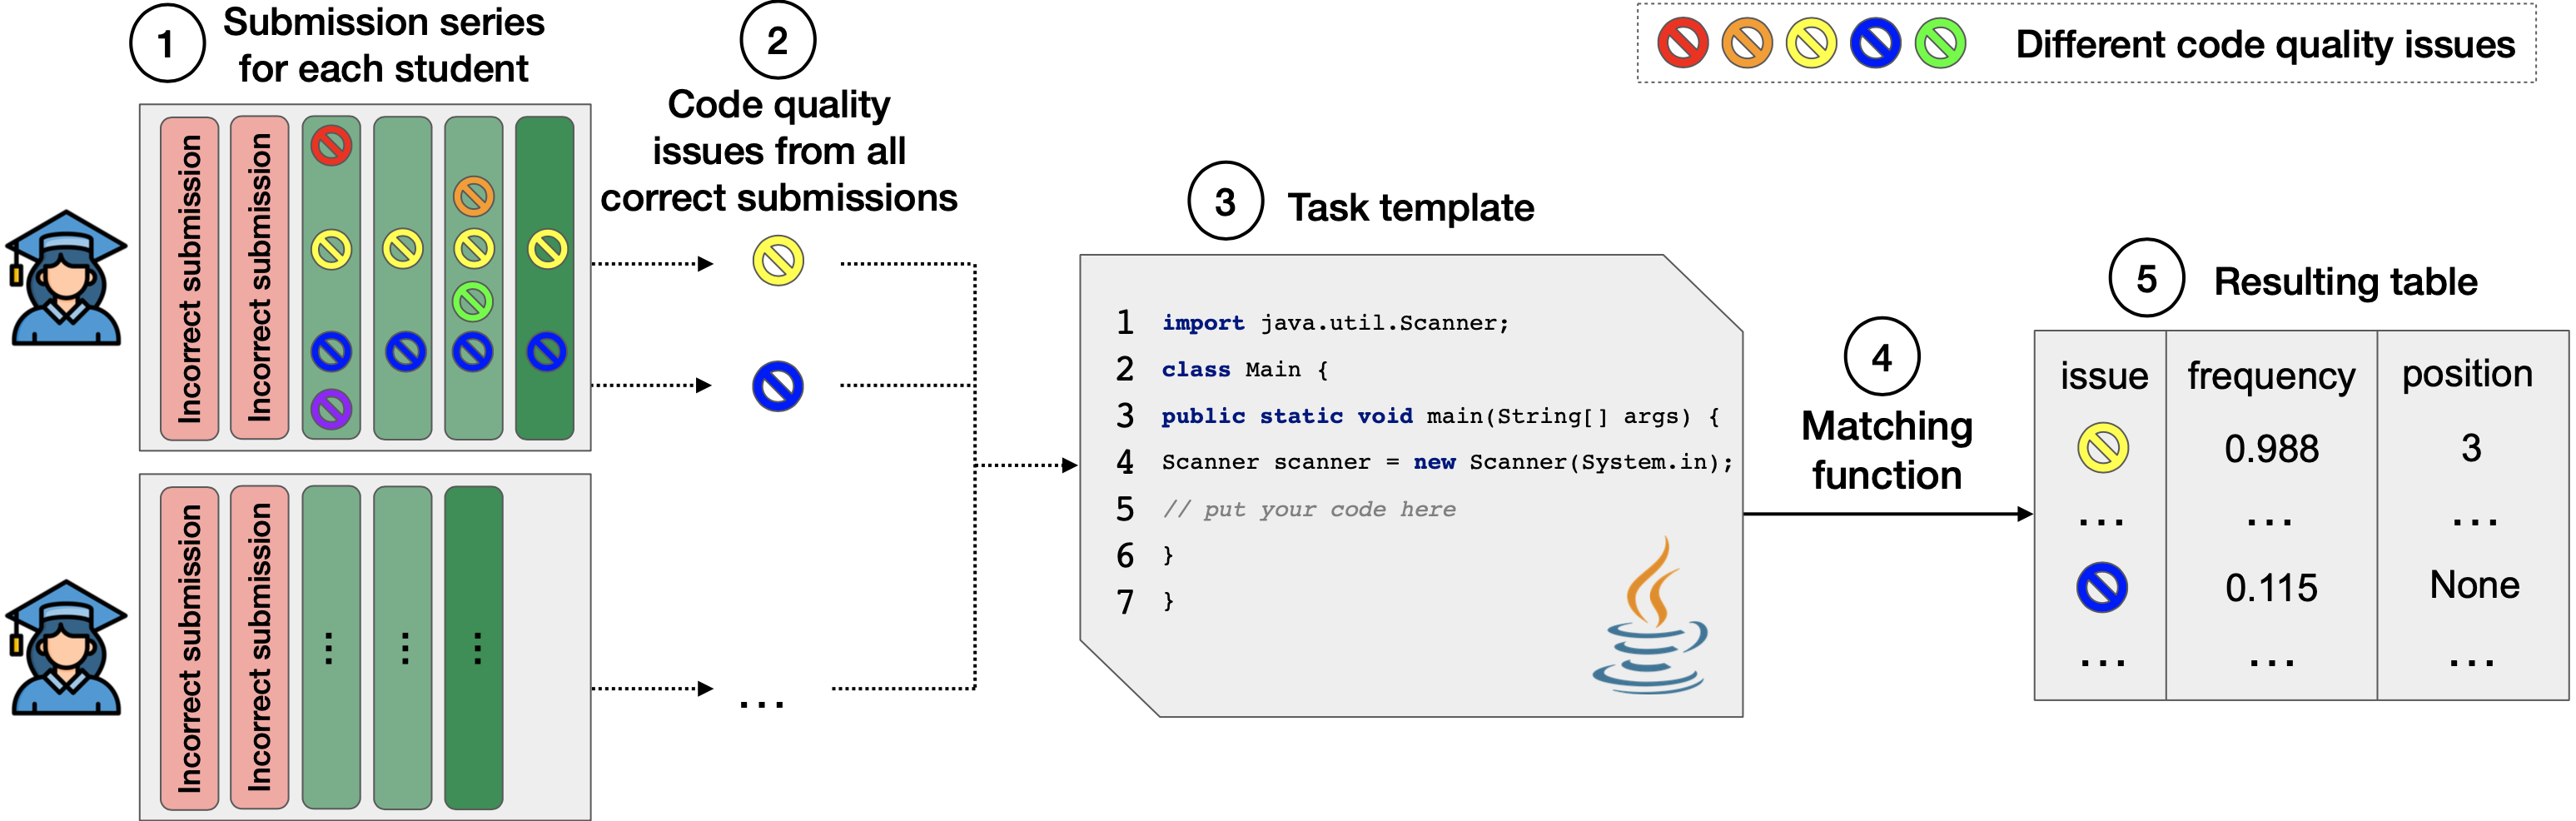 1
Submission series
for each student
2
Code quality
issues from all
correct submissions
Different code quality issues
Incorrect submission
Incorrect submission
Incorrect submission
Incorrect submission
...
...
...
...
3
Task template
1 import java.util.Scanner;
2 class Main {
3 public static void main(String[] args) {
4 Scanner scanner = new Scanner(System.in);
5 // put your code here
6 }
7 }
4
Matching
function
5
Resulting table
issue frequency position
0.988 3
... ... ...
0.115 None
... ... ...